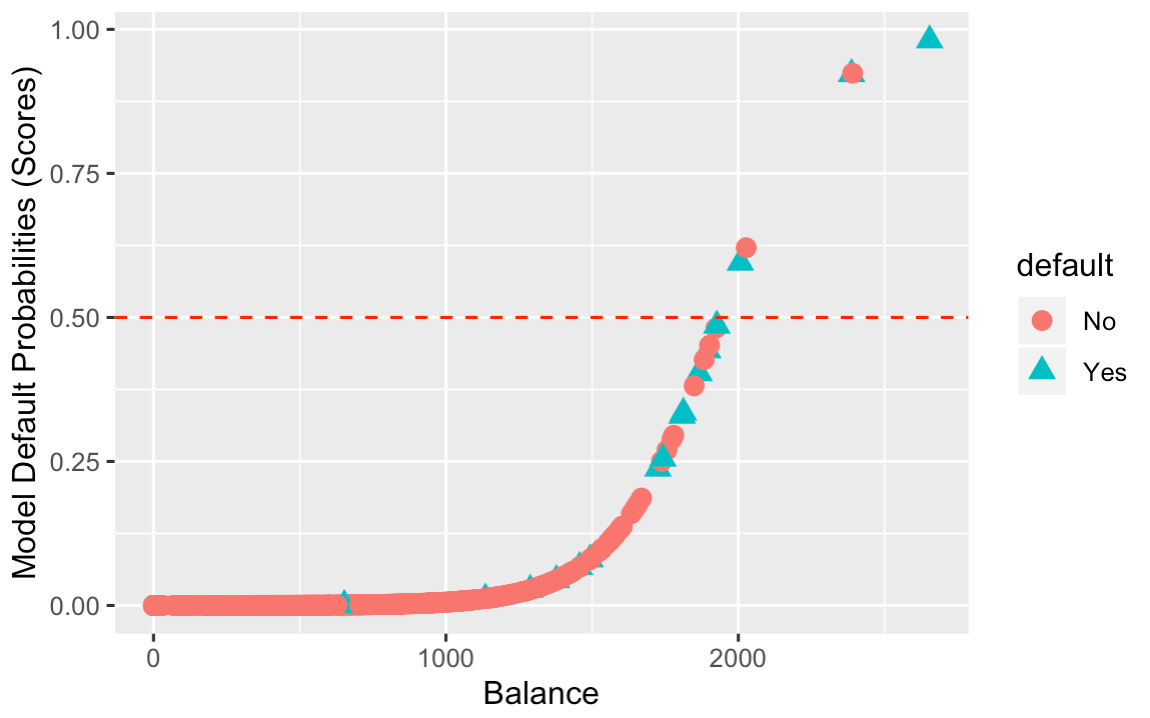 Model Default Probabilities (Scores)
1.00
0.75
0.50
0.25
0.00
0 1000 2000
Balance
default
No
Yes